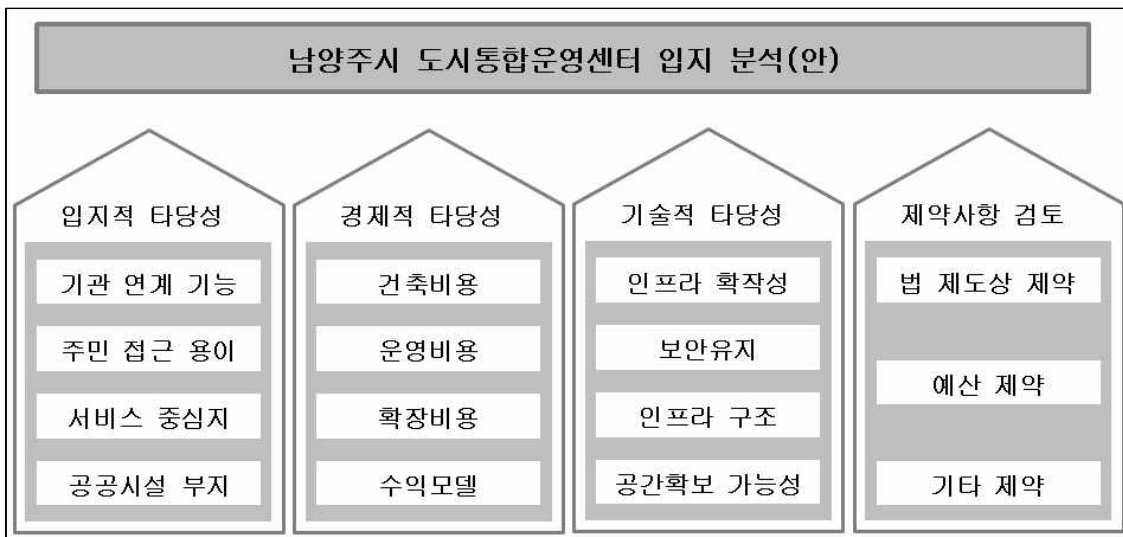 남양주시 도시통합운영센터 입지 분석(안)
입지적 타당성
기관 연계 기능
주민 접근 용이
서비스 중심지
공공시설 부지
경제적 타당성
건축비용
운영비용
확장비용
수익모델
기술적 타당성
인프라 확작성
보안유지
인프라 구조
공간확보 가능성
제약사항 검토
법 제도상 제약
예산 제약
기타 제약